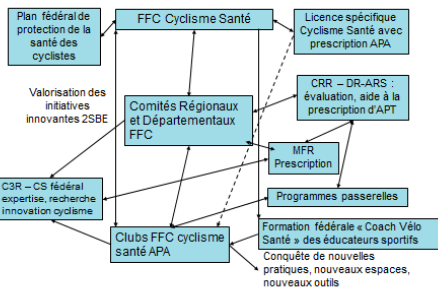 Plan fédéral de
protection de la
santé des
cyclistes
FFC Cyclisme Santé
Licence spécifique
Cyclisme Santé avec
prescription APA
Valorisation des
initiatives
innovantes 2SBE
Comités Régionaux
et Départementaux
FFC
CRR – DR-ARS :
évaluation, aide à la
prescription d'APT
MFR
Prescription
C3R – CS fédéral
expertise, recherche
innovation cyclisme
Programmes passerelles
Clubs FFC cyclisme
santé APA
Formation fédérale « Coach Vélo
Santé » des éducateurs sportifs
Conquête de nouvelles
pratiques, nouveaux espaces,
nouveaux outils